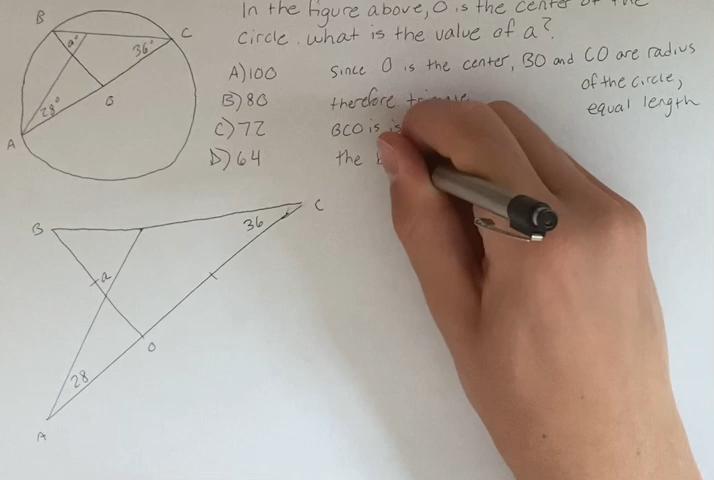 In the figure above, O is the center of the
circle. what is the value of a?
B
C
a°
36°
O
28°
A
A) 100
B) 80
C) 72
D) 64
since O is the center, BO and CO are radius
of the circle,
equal length
therefore triangle
BCO is is
the
B
C
36
a
O
28
A